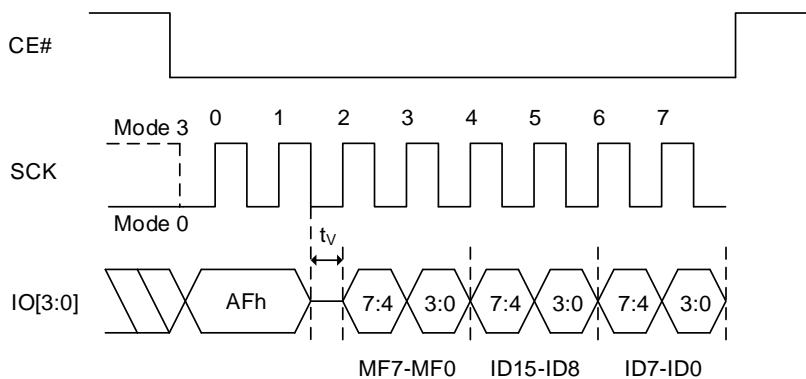 CE#
0 1 2 3 4 5 6 7
Mode 3
SCK
Mode 0
tV
IO[3:0] AFh 7:4 3:0 7:4 3:0 7:4 3:0
MF7-MF0 ID15-ID8 ID7-ID0